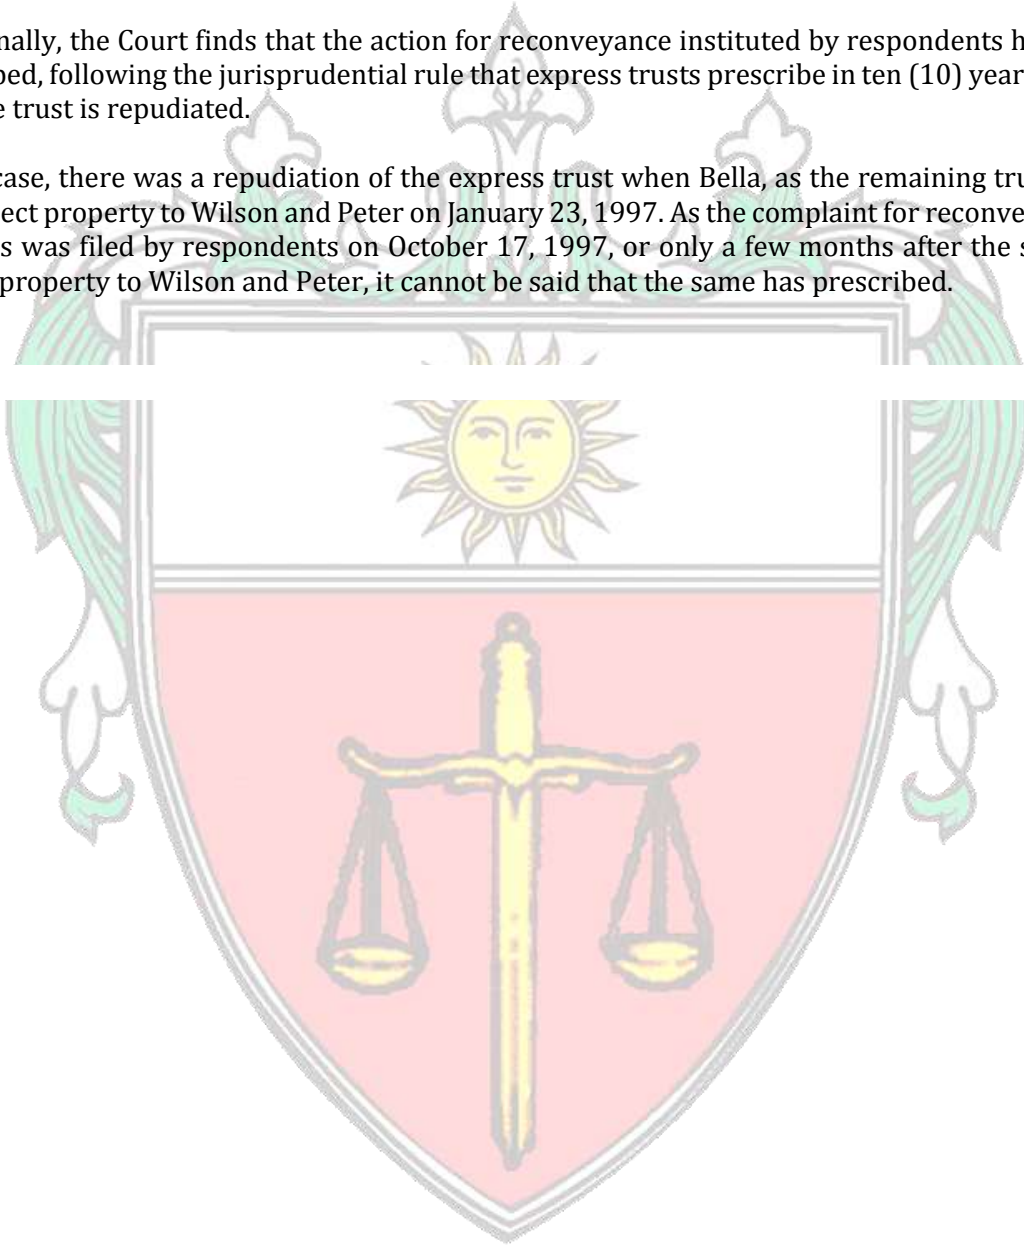 nally, the Court finds that the action for reconveyance instituted by respondents h
bed, following the jurisprudential rule that express trusts prescribe in ten (10) year
e trust is repudiated.
case, there was a repudiation of the express trust when Bella, as the remaining tru
ect property to Wilson and Peter on January 23, 1997. As the complaint for reconve
s was filed by respondents on October 17, 1997, or only a few months after the s
property to Wilson and Peter, it cannot be said that the same has prescribed.